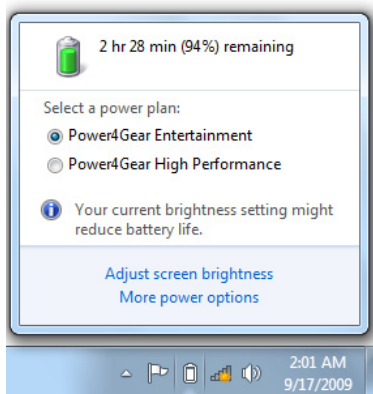 2 hr 28 min (94%) remaining
Select a power plan:
Power4Gear Entertainment
Power4Gear High Performance
Your current brightness setting might
reduce battery life.
Adjust screen brightness
More power options
2:01 AM
9/17/2009